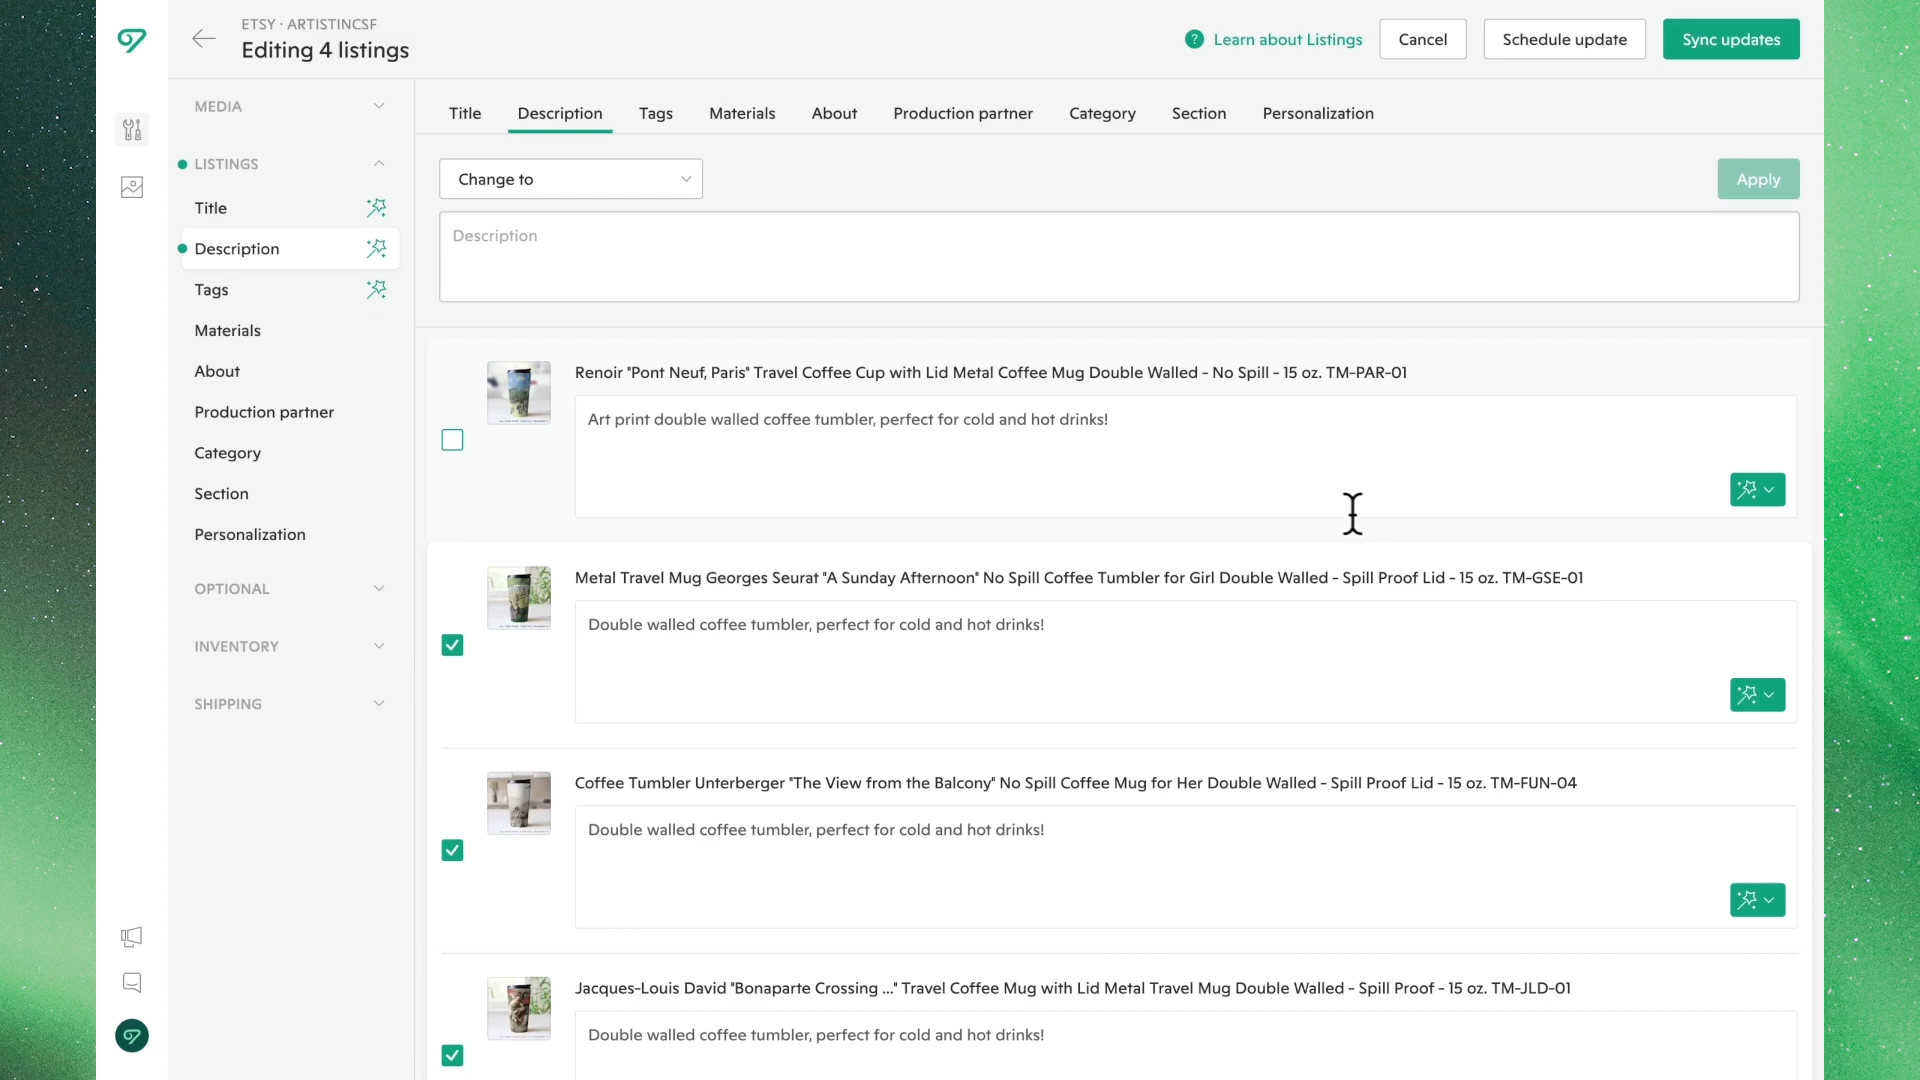 ETSY · ARTISTINCSF
Editing 4 listings
Learn about Listings
Cancel
Schedule update
Sync updates
MEDIA
LISTINGS
Title
Description
Tags
Materials
About
Production partner
Category
Section
Personalization
OPTIONAL
INVENTORY
SHIPPING
Title Description Tags Materials About Production partner Category Section Personalization
Change to
Apply
Description
Renoir "Pont Neuf, Paris" Travel Coffee Cup with Lid Metal Coffee Mug Double Walled - No Spill - 15 oz. TM-PAR-01
Art print double walled coffee tumbler, perfect for cold and hot drinks!
Metal Travel Mug Georges Seurat "A Sunday Afternoon" No Spill Coffee Tumbler for Girl Double Walled - Spill Proof Lid - 15 oz. TM-GSE-01
Double walled coffee tumbler, perfect for cold and hot drinks!
Coffee Tumbler Unterberger "The View from the Balcony" No Spill Coffee Mug for Her Double Walled - Spill Proof Lid - 15 oz. TM-FUN-04
Double walled coffee tumbler, perfect for cold and hot drinks!
Jacques-Louis David "Bonaparte Crossing ..." Travel Coffee Mug with Lid Metal Travel Mug Double Walled - Spill Proof - 15 oz. TM-JLD-01
Double walled coffee tumbler, perfect for cold and hot drinks!